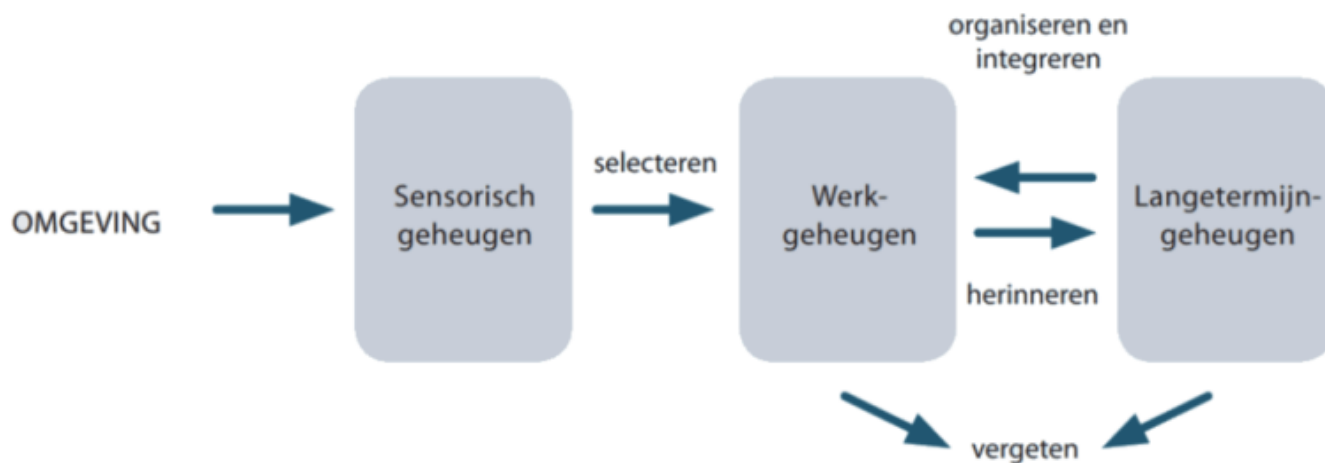 organiseren en
integreren
selecteren
OMGEVING
Sensorisch
geheugen
Werk-
geheugen
Langetermijn-
geheugen
herinneren
vergeten